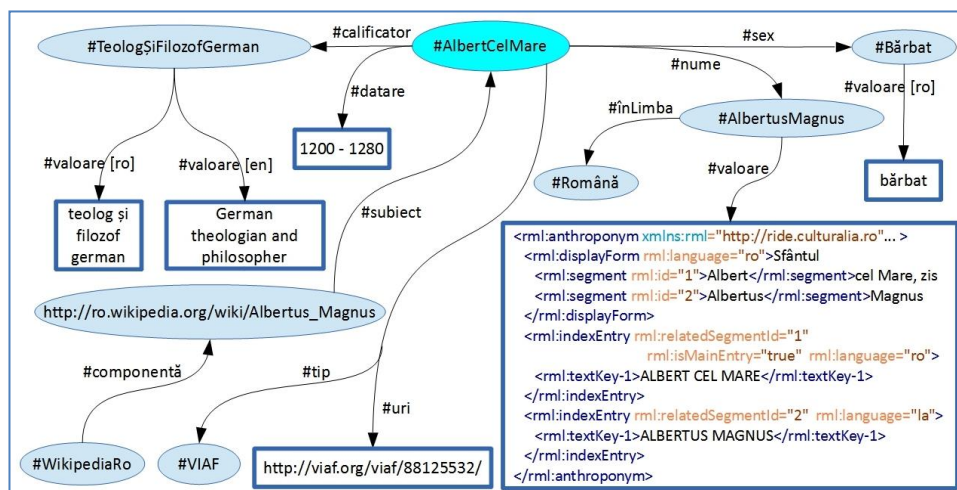 #TeologȘiFilozofGerman
#calificator
#AlbertCelMare
#sex
#Bărbat
#nume
#datare
#valoare [ro]
#înLimba
#AlbertusMagnus
1200 - 1280
#valoare [ro]
#valoare [en]
#valoare
#Română
bărbat
teolog și
filozof
german
German
theologian and
philosopher
#subiect
http://ro.wikipedia.org/wiki/Albertus_Magnus
#componentă
#tip
#uri
#WikipediaRo
#VIAF
http://viaf.org/viaf/88125532/
<rml:anthroponym xmlns:rml="http://ride.culturalia.ro"... >
<rml:displayForm rml:language="ro">Sfântul
<rml:segment rml:id="1">Albert</rml:segment>cel Mare, zis
<rml:segment rml:id="2">Albertus</rml:segment>Magnus
</rml:displayForm>
<rml:indexEntry rml:relatedSegmentId="1"
rml:isMainEntry="true" rml:language="ro">
<rml:textKey-1>ALBERT CEL MARE</rml:textKey-1>
</rml:indexEntry>
<rml:indexEntry rml:relatedSegmentId="2" rml:language="la">
<rml:textKey-1>ALBERTUS MAGNUS</rml:textKey-1>
</rml:indexEntry>
</rml:anthroponym>